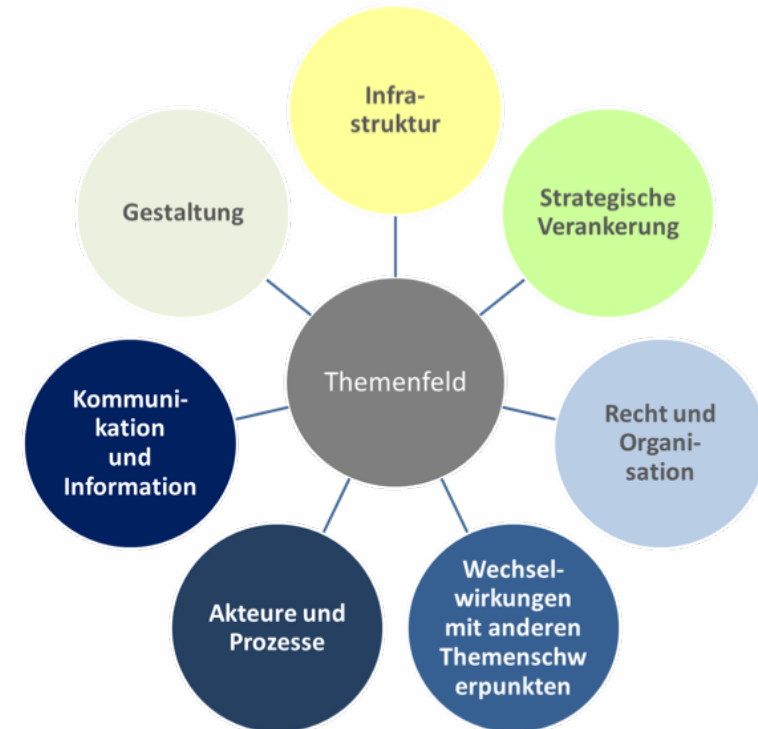 Infra-
struktur
Strategische
Verankerung
Recht und
Organi-
sation
Wechsel-
wirkungen
mit anderen
Themenschw
erpunkten
Akteure und
Prozesse
Kommuni-
kation
und
Information
Gestaltung
Themenfeld